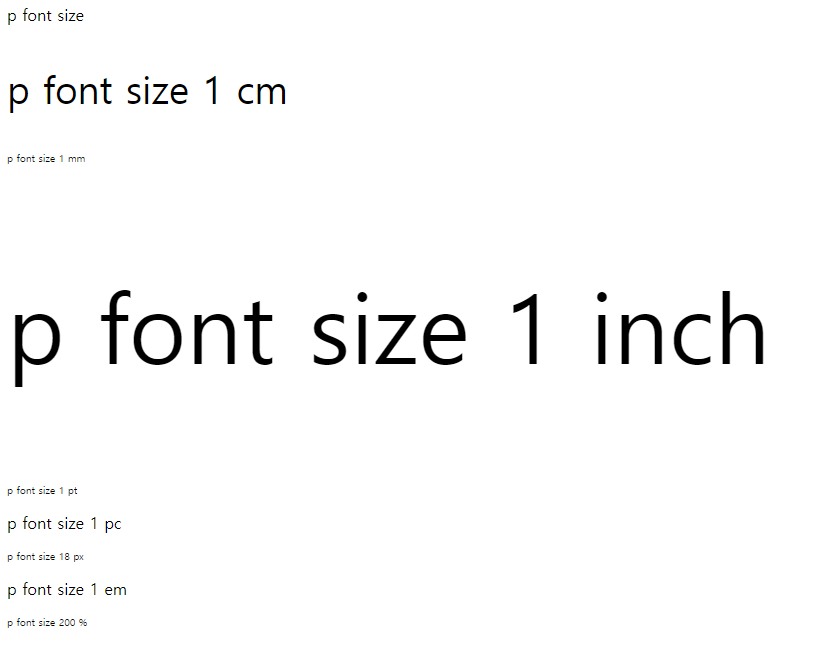 p font size
p font size 1 cm
p font size 1 mm
p font size 1 inch
p font size 1 pt
p font size 1 pc
p font size 18 px
p font size 1 em
p font size 200 %